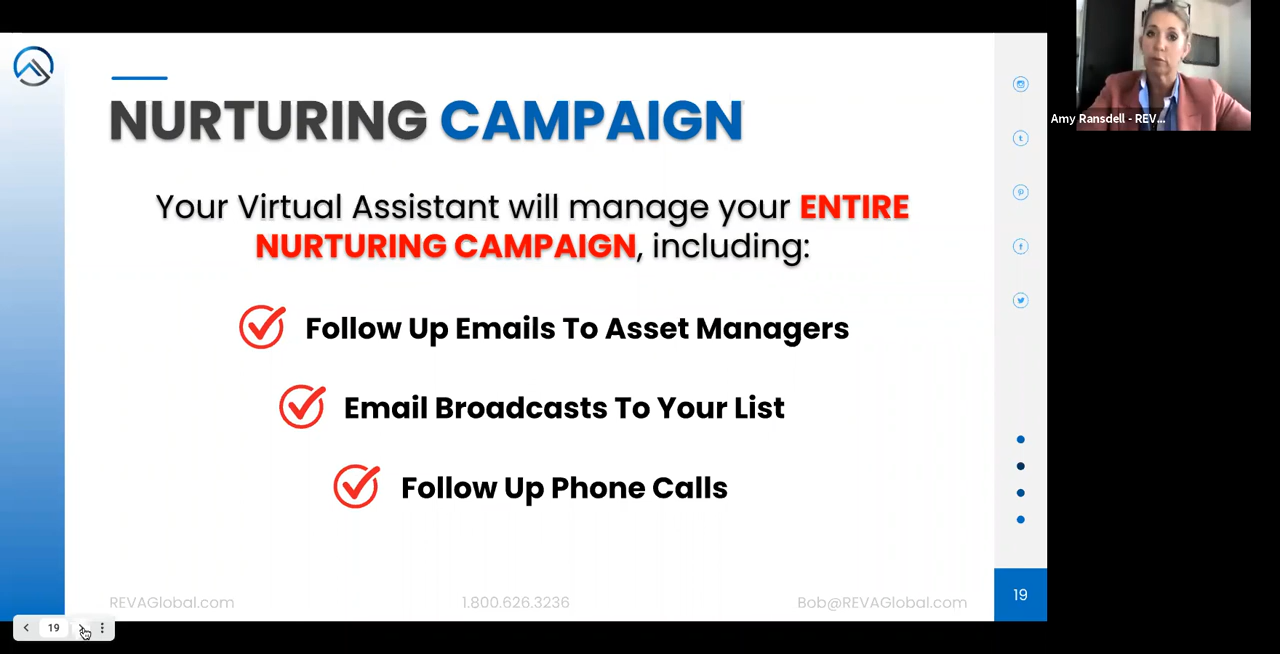 NURTURING CAMPAIGN
Your Virtual Assistant will manage your ENTIRE
NURTURING CAMPAIGN, including:
Follow Up Emails To Asset Managers
Email Broadcasts To Your List
Follow Up Phone Calls
REVAGlobal.com
1.800.626.3236
Bob@REVAGlobal.com
19
19
Amy Ransdell - REV...